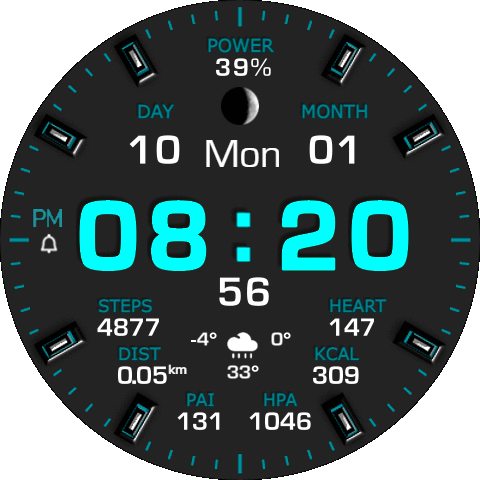 POWER
39%
DAY
MONTH
10 Mon 01
PM 08:20
56
STEPS
HEART
4877
147
-4° 0°
DIST
KCAL
0.05km
33°
309
PAI
HPA
131
1046